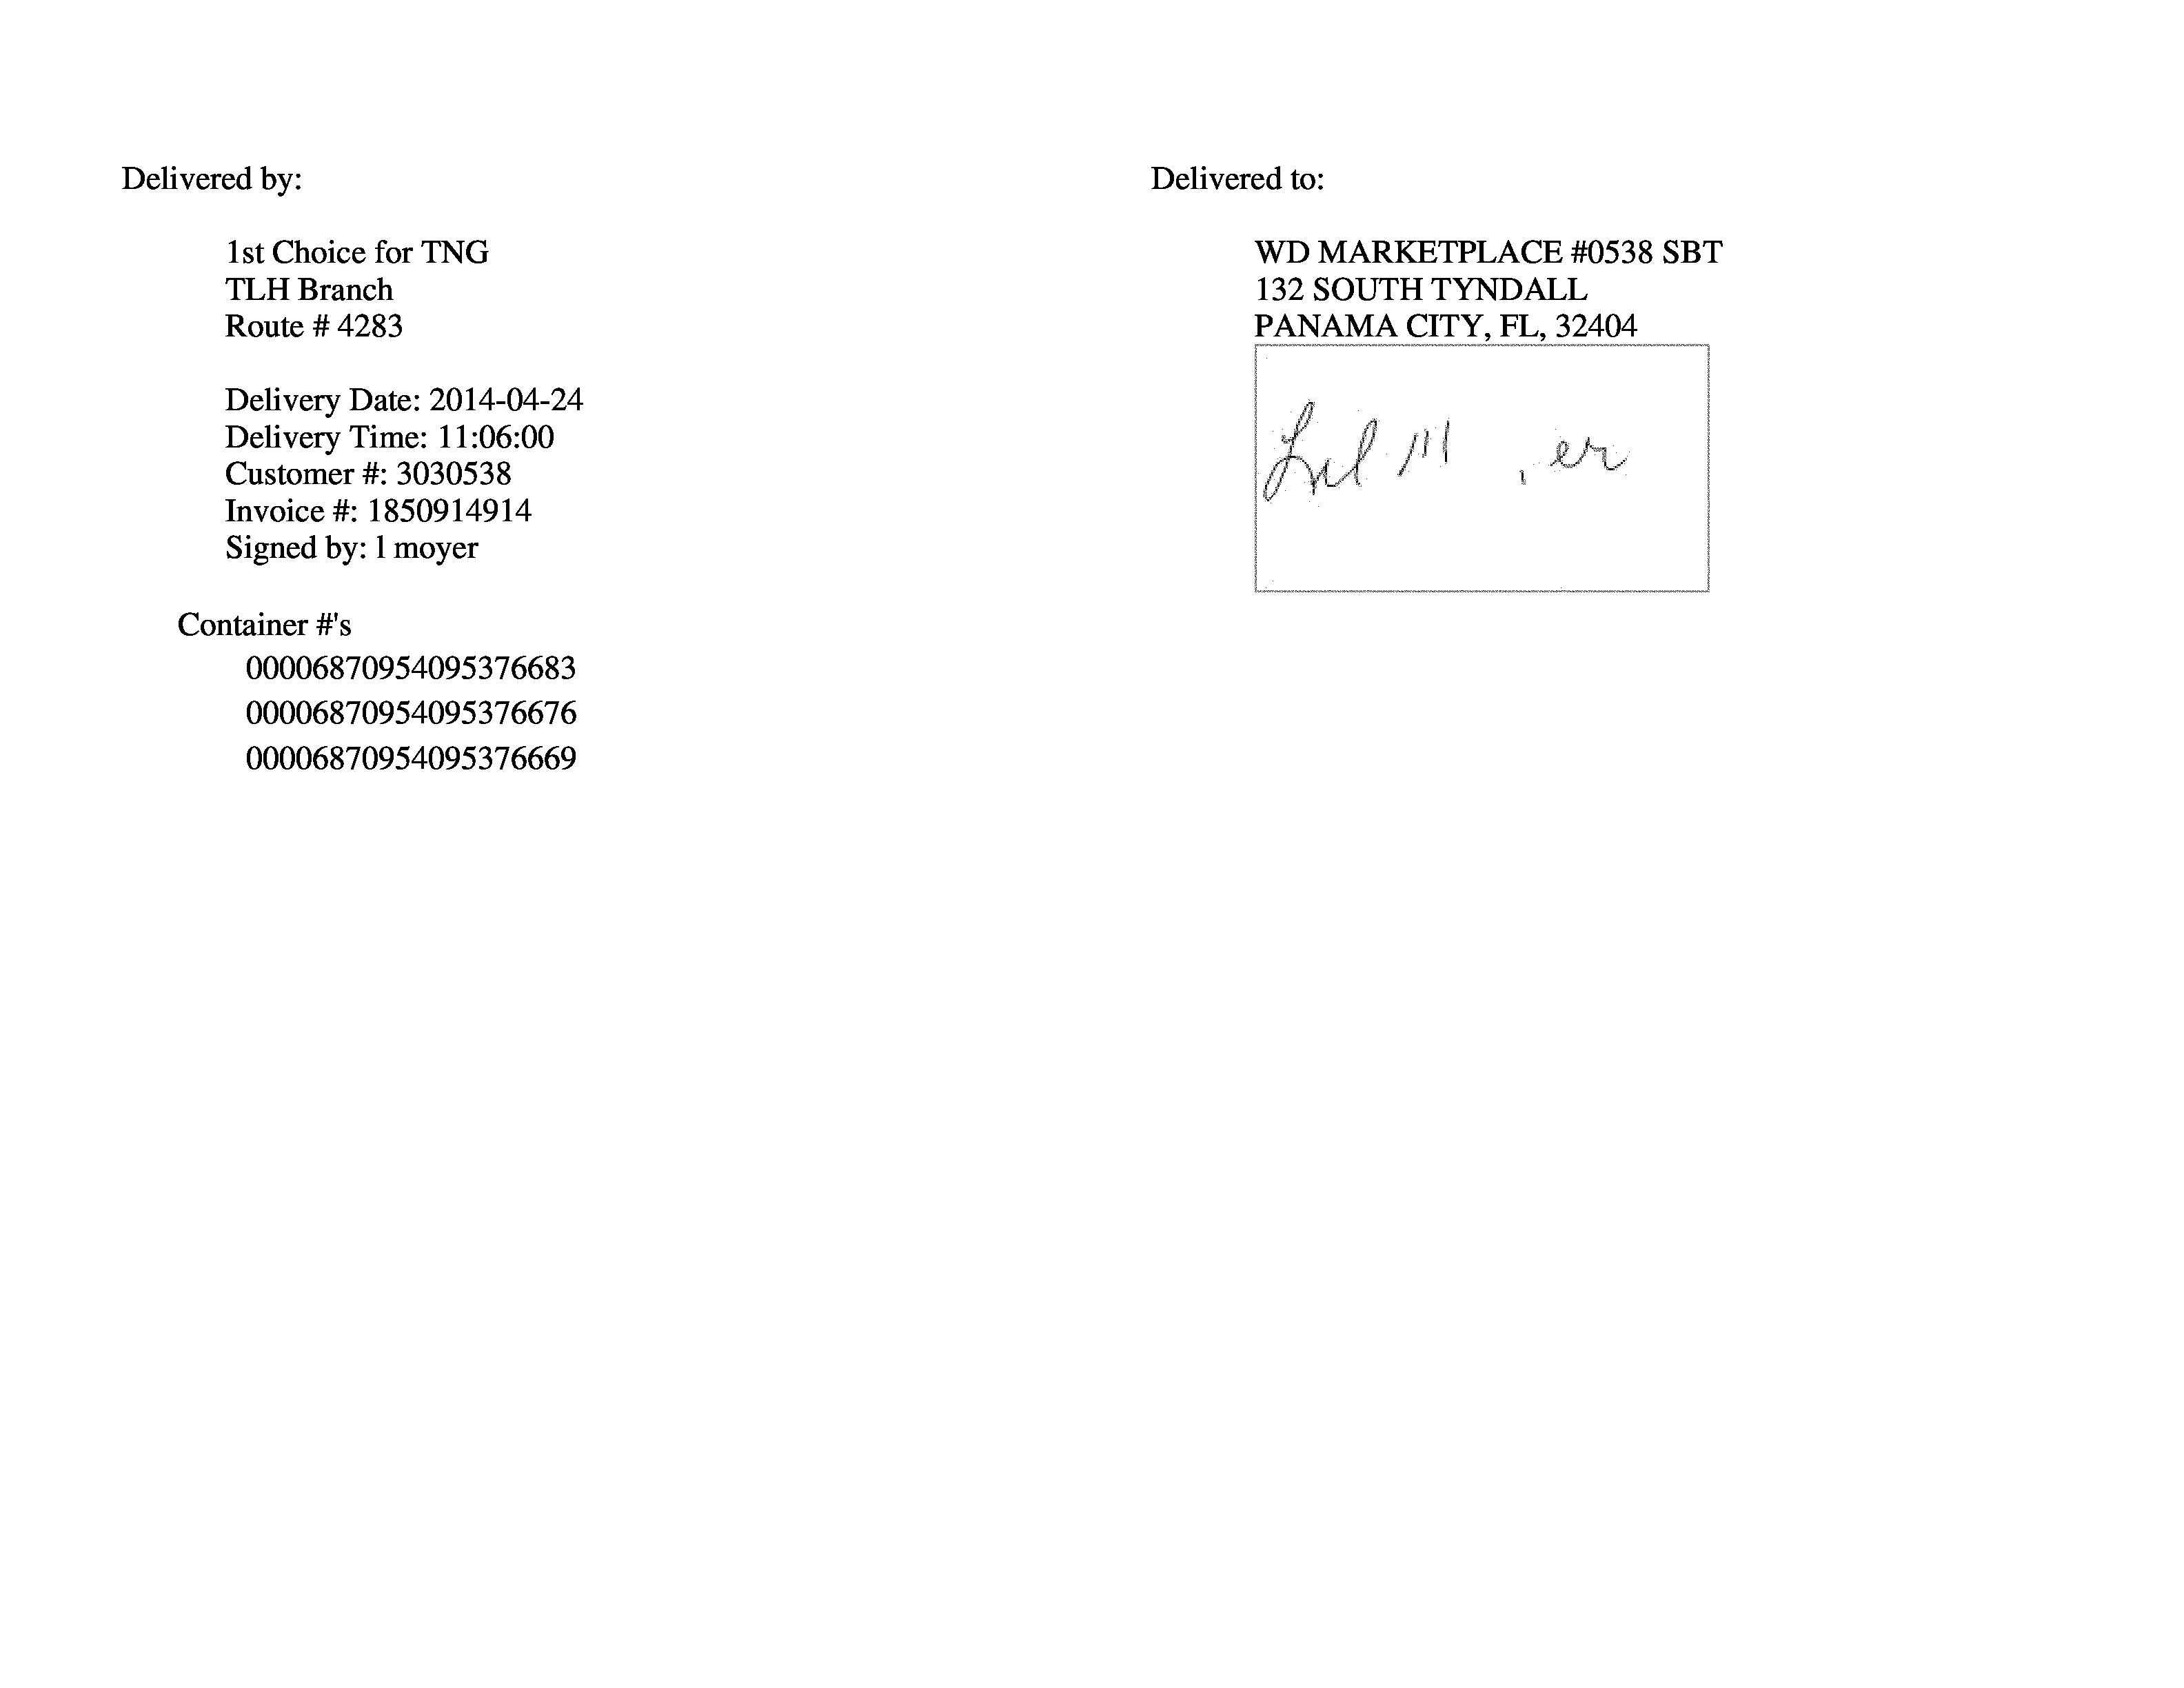 Delivered by:
1st Choice for TNG
TLH Branch
Route # 4283
Delivery Date: 2014-04-24
Delivery Time: 11:06:00
Customer #: 3030538
Invoice #: 1850914914
Signed by: l moyer
Container #'s
00006870954095376683
00006870954095376676
00006870954095376669
Delivered to:
WD MARKETPLACE #0538 SBT
132 SOUTH TYNDALL
PANAMA CITY, FL, 32404